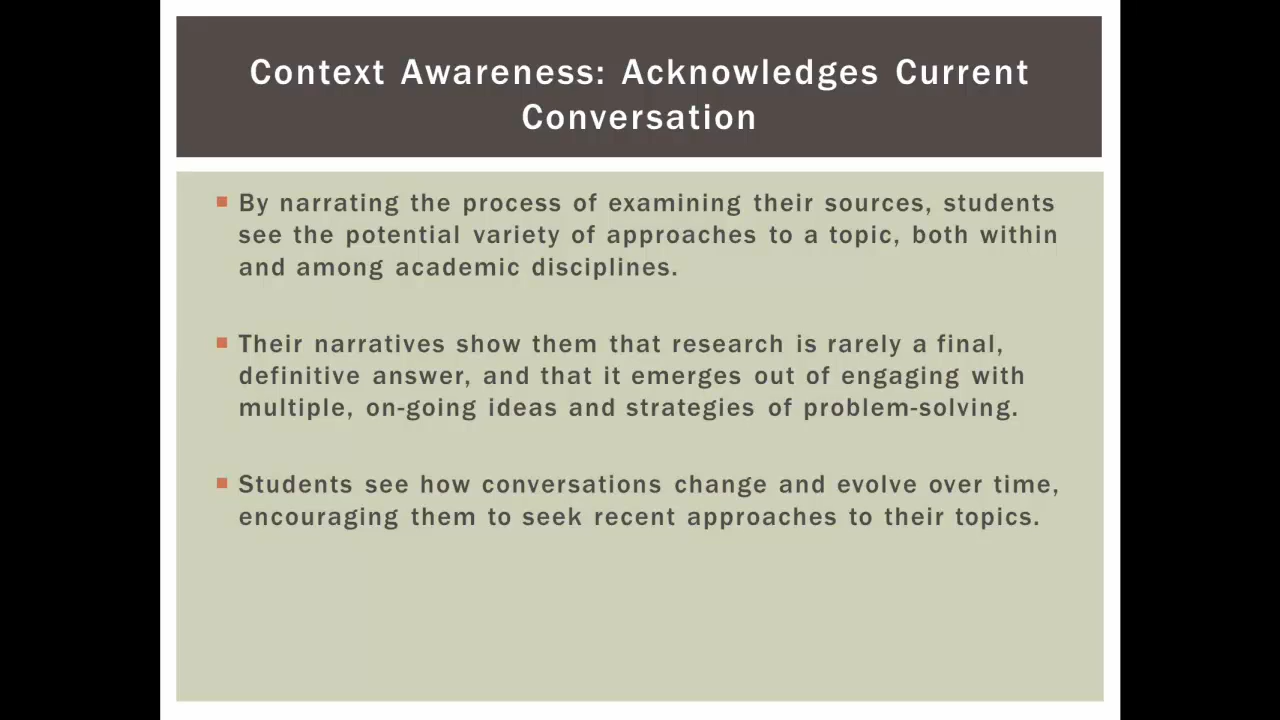 Context Awareness: Acknowledges Current
Conversation
By narrating the process of examining their sources, students
see the potential variety of approaches to a topic, both within
and among academic disciplines.
Their narratives show them that research is rarely a final,
definitive answer, and that it emerges out of engaging with
multiple, on-going ideas and strategies of problem-solving.
Students see how conversations change and evolve over time,
encouraging them to seek recent approaches to their topics.